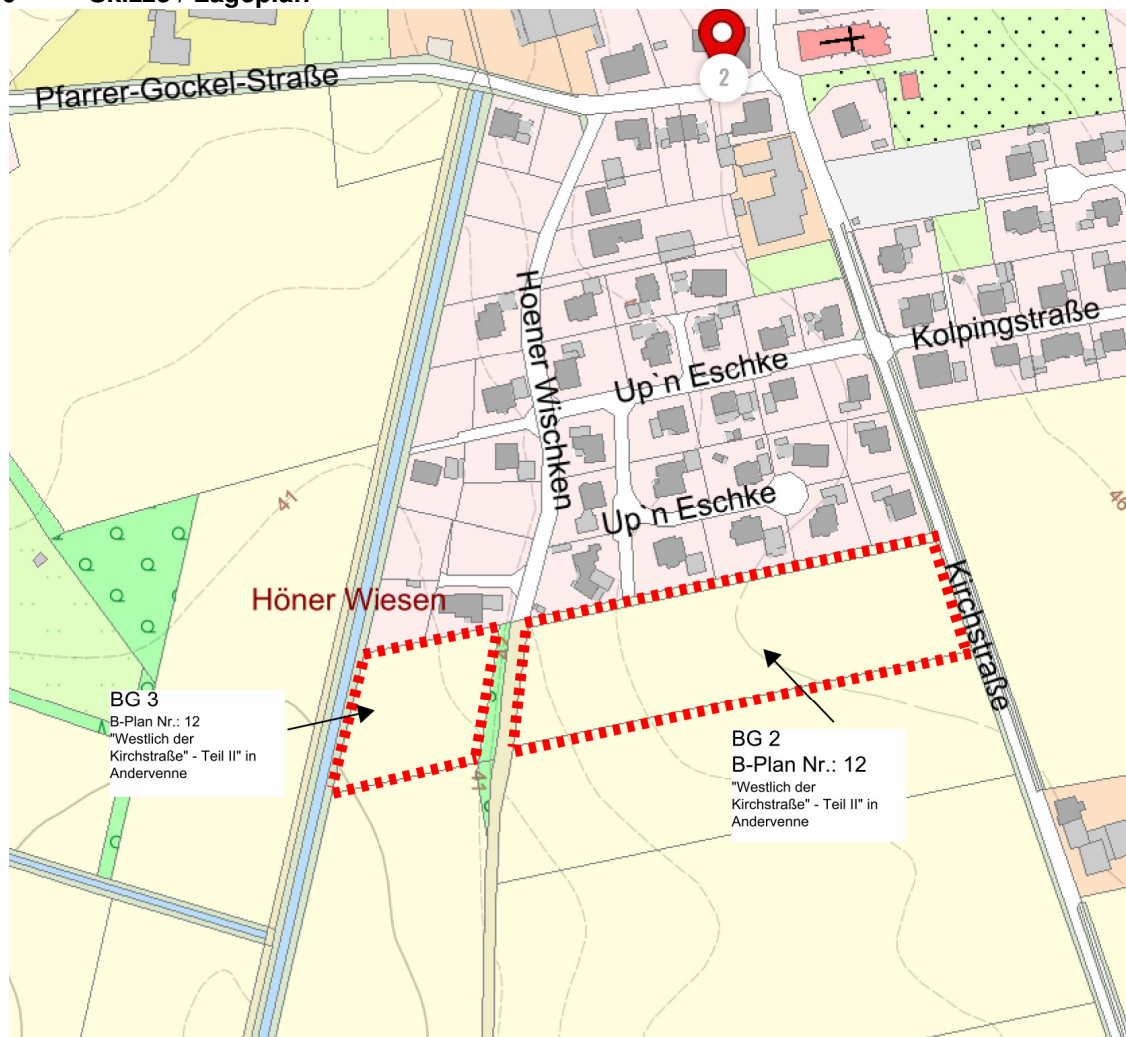 Skizze / Lageplan
Pfarrer-Gockel-Straße
2
Hoener Wischken
Kolpingstraße
Up`n Eschke
Up`n Eschke
41
46
Höner Wiesen
Kirchstraße
BG 3
B-Plan Nr.: 12
"Westlich der
Kirchstraße" - Teil II" in
Andervenne
BG 2
B-Plan Nr.: 12
"Westlich der
Kirchstraße" - Teil II" in
Andervenne
41